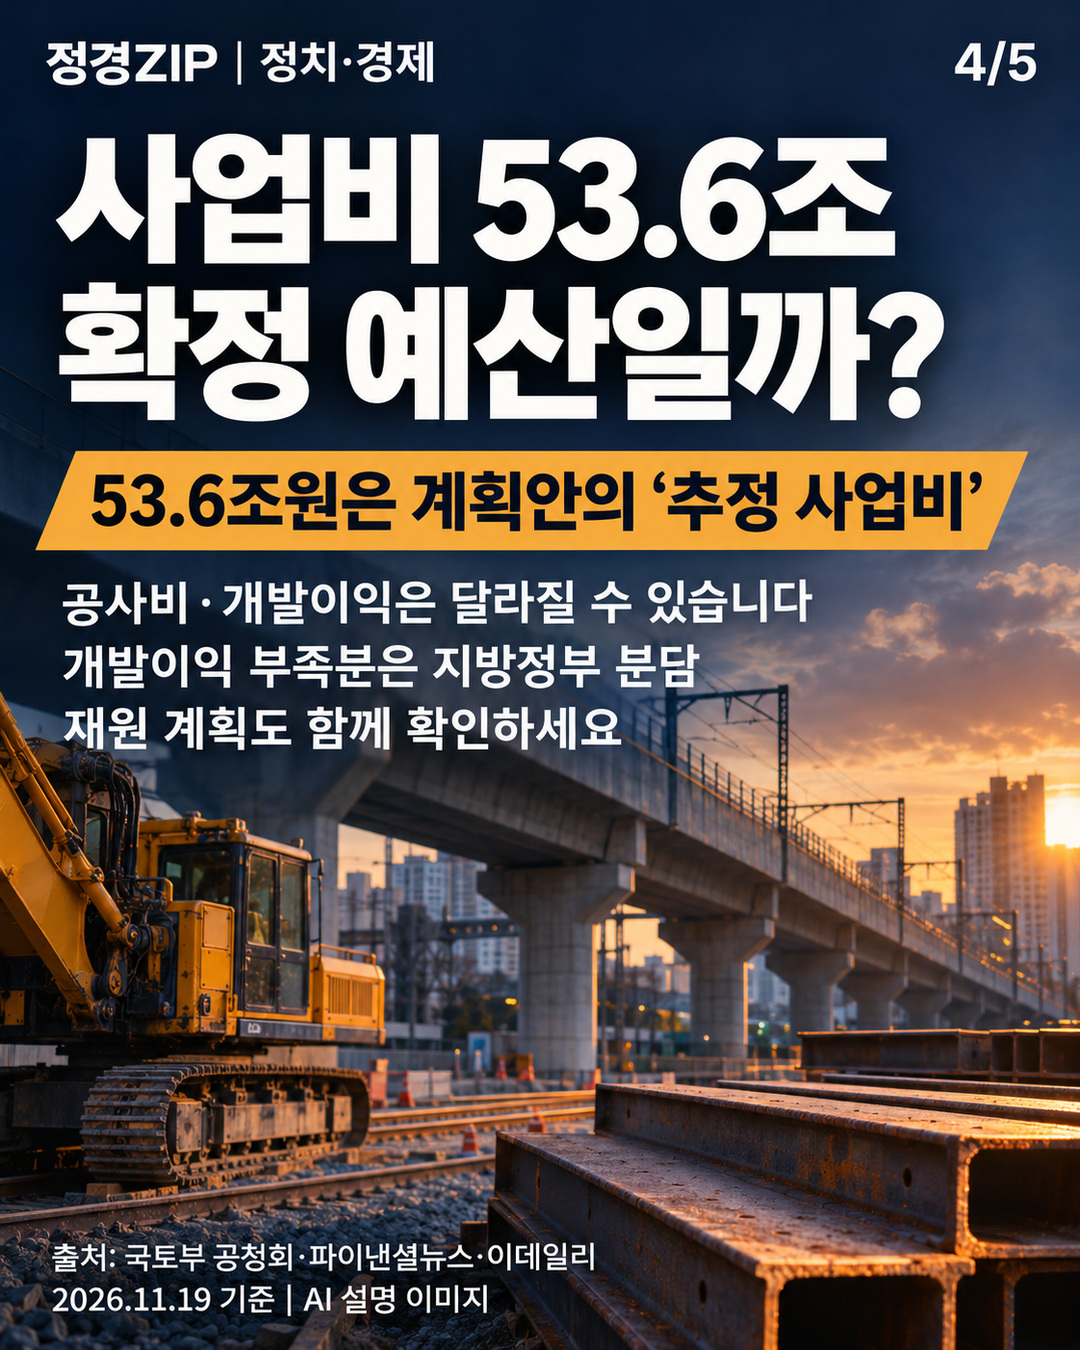 정경ZIP | 정치·경제
4/5
사업비 53.6조
확정 예산일까?
53.6조원은 계획안의 ‘추정 사업비’
공사비·개발이익은 달라질 수 있습니다
개발이익 부족분은 지방정부 분담
재원 계획도 함께 확인하세요
출처: 국토부 공청회·파이낸셜뉴스·이데일리
2026.11.19 기준 | AI 설명 이미지